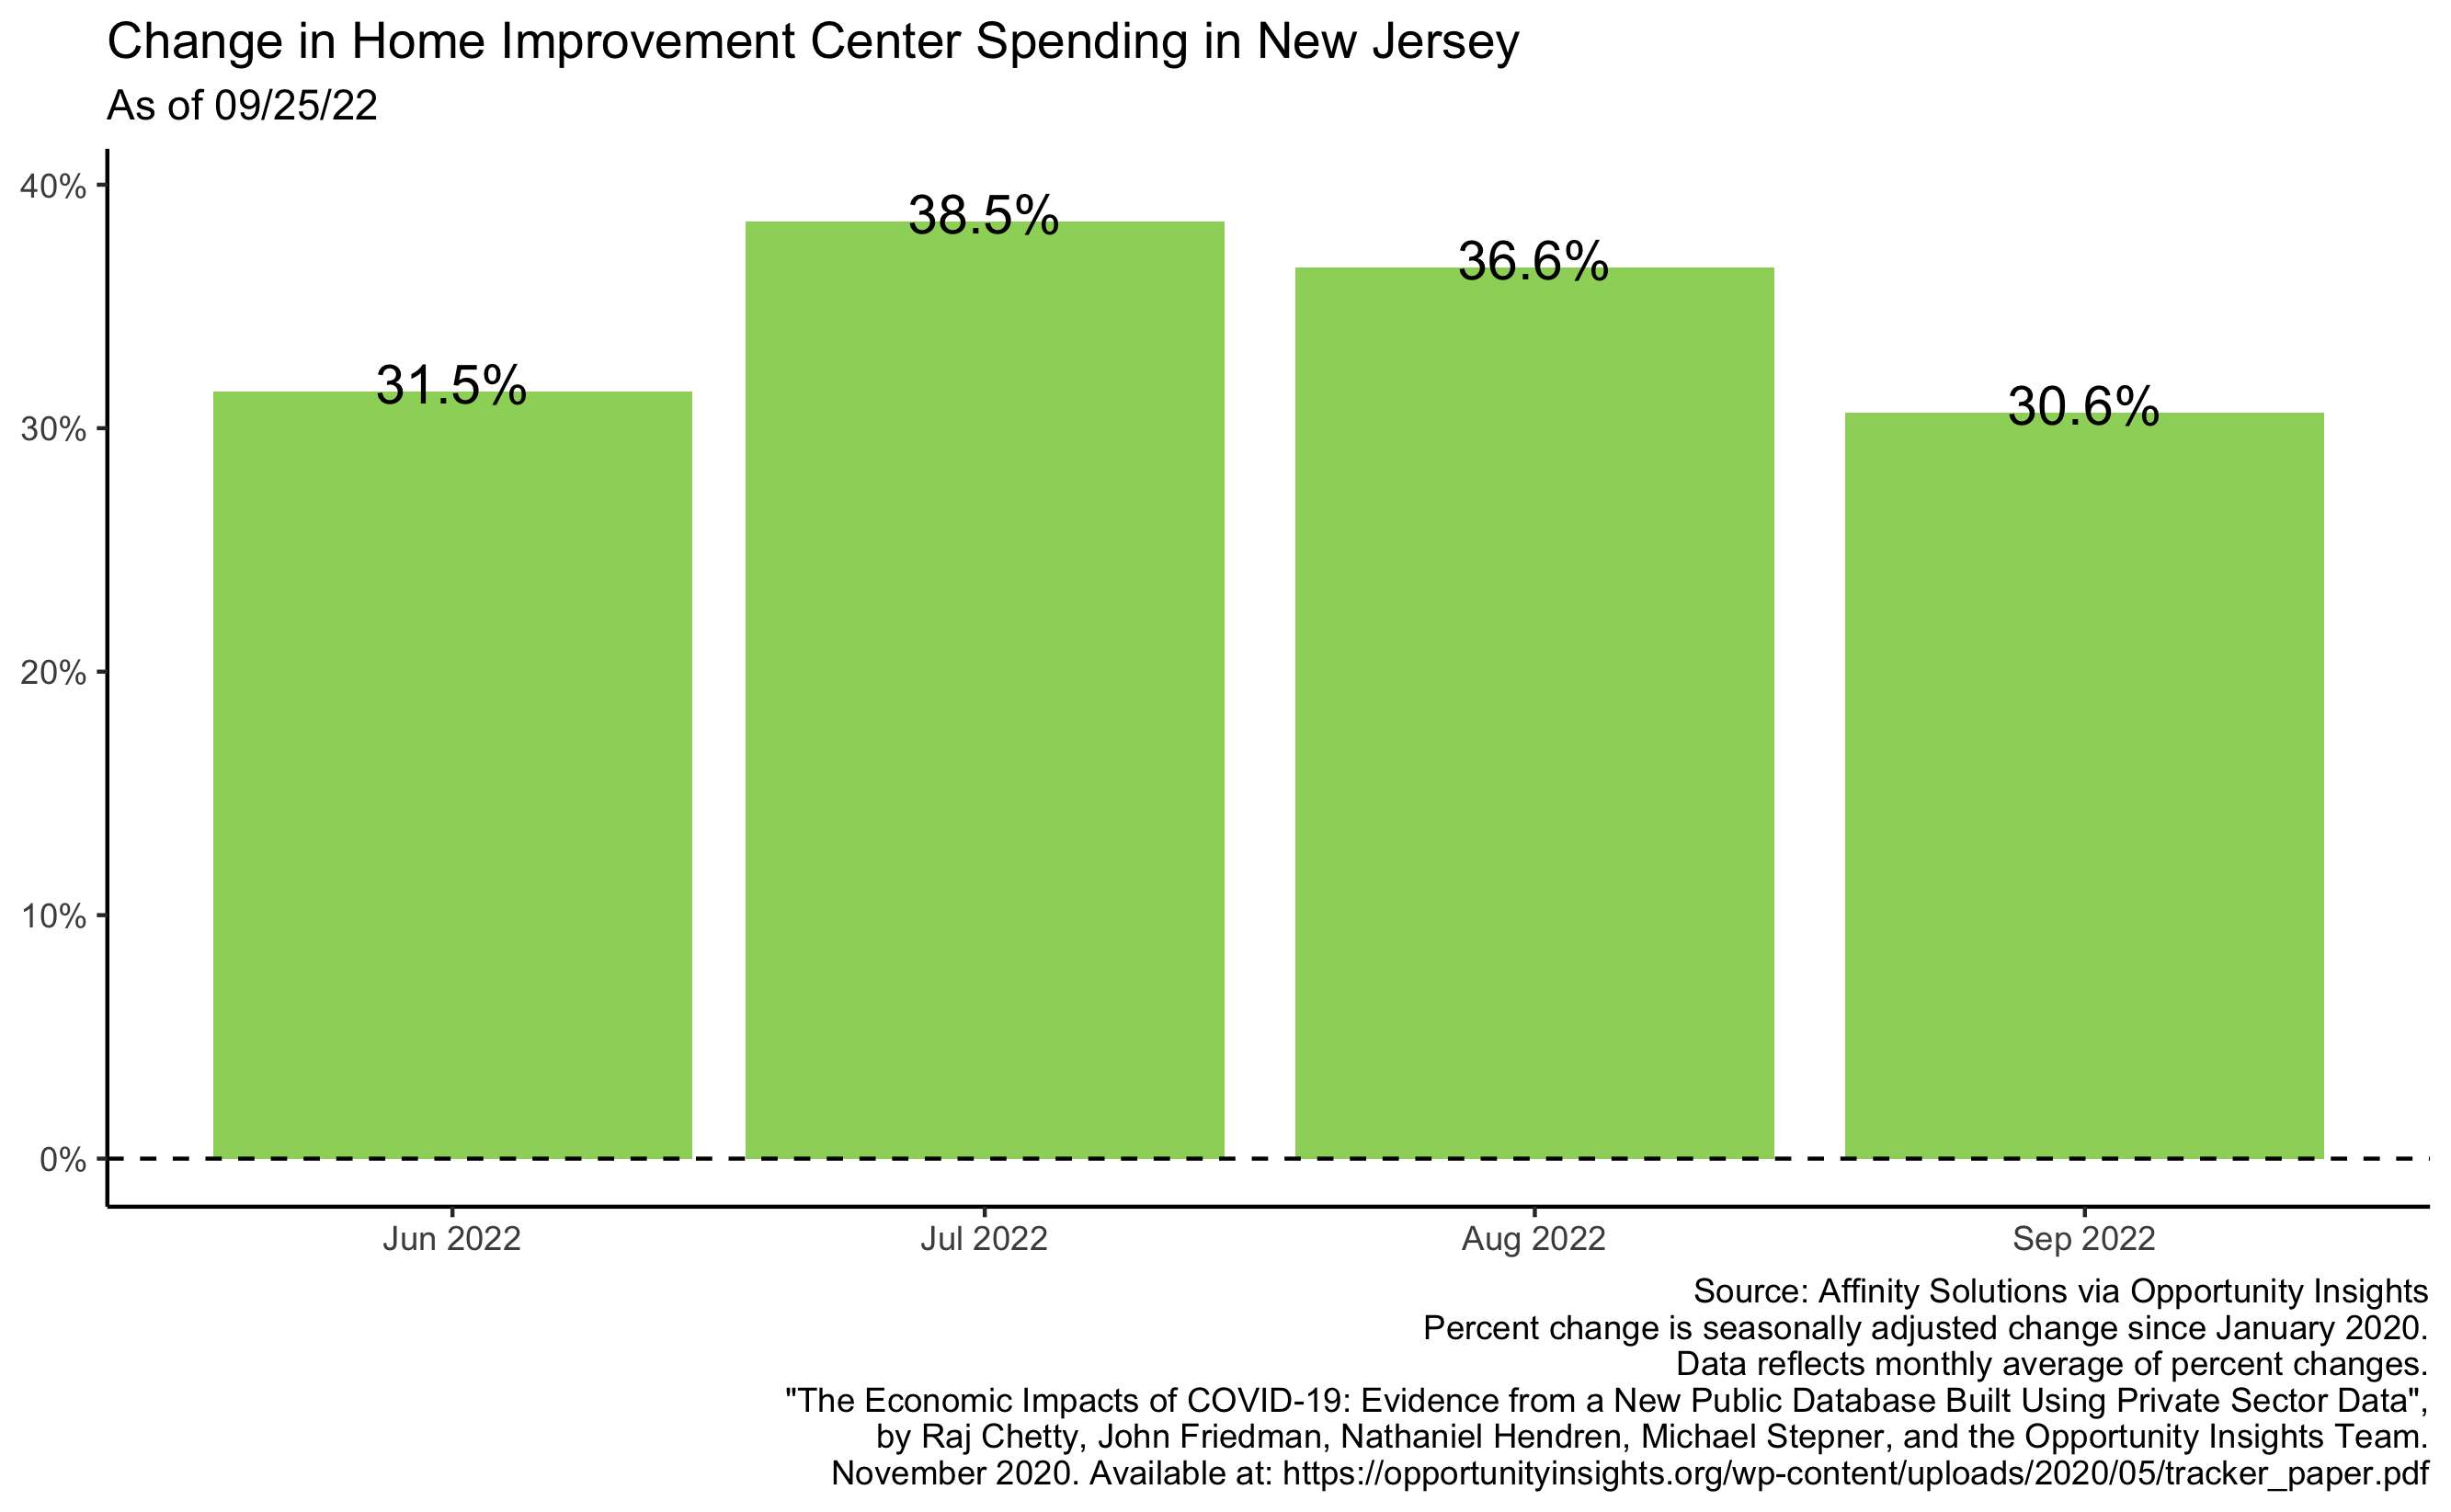 Change in Home Improvement Center Spending in New Jersey
As of 09/25/22
40%
30%
20%
10%
0%
31.5%
38.5%
36.6%
30.6%
Jun 2022
Jul 2022
Aug 2022
Sep 2022
Source: Affinity Solutions via Opportunity Insights
Percent change is seasonally adjusted change since January 2020.
Data reflects monthly average of percent changes.
"The Economic Impacts of COVID-19: Evidence from a New Public Database Built Using Private Sector Data",
by Raj Chetty, John Friedman, Nathaniel Hendren, Michael Stepner, and the Opportunity Insights Team.
November 2020. Available at: https://opportunityinsights.org/wp-content/uploads/2020/05/tracker_paper.pdf